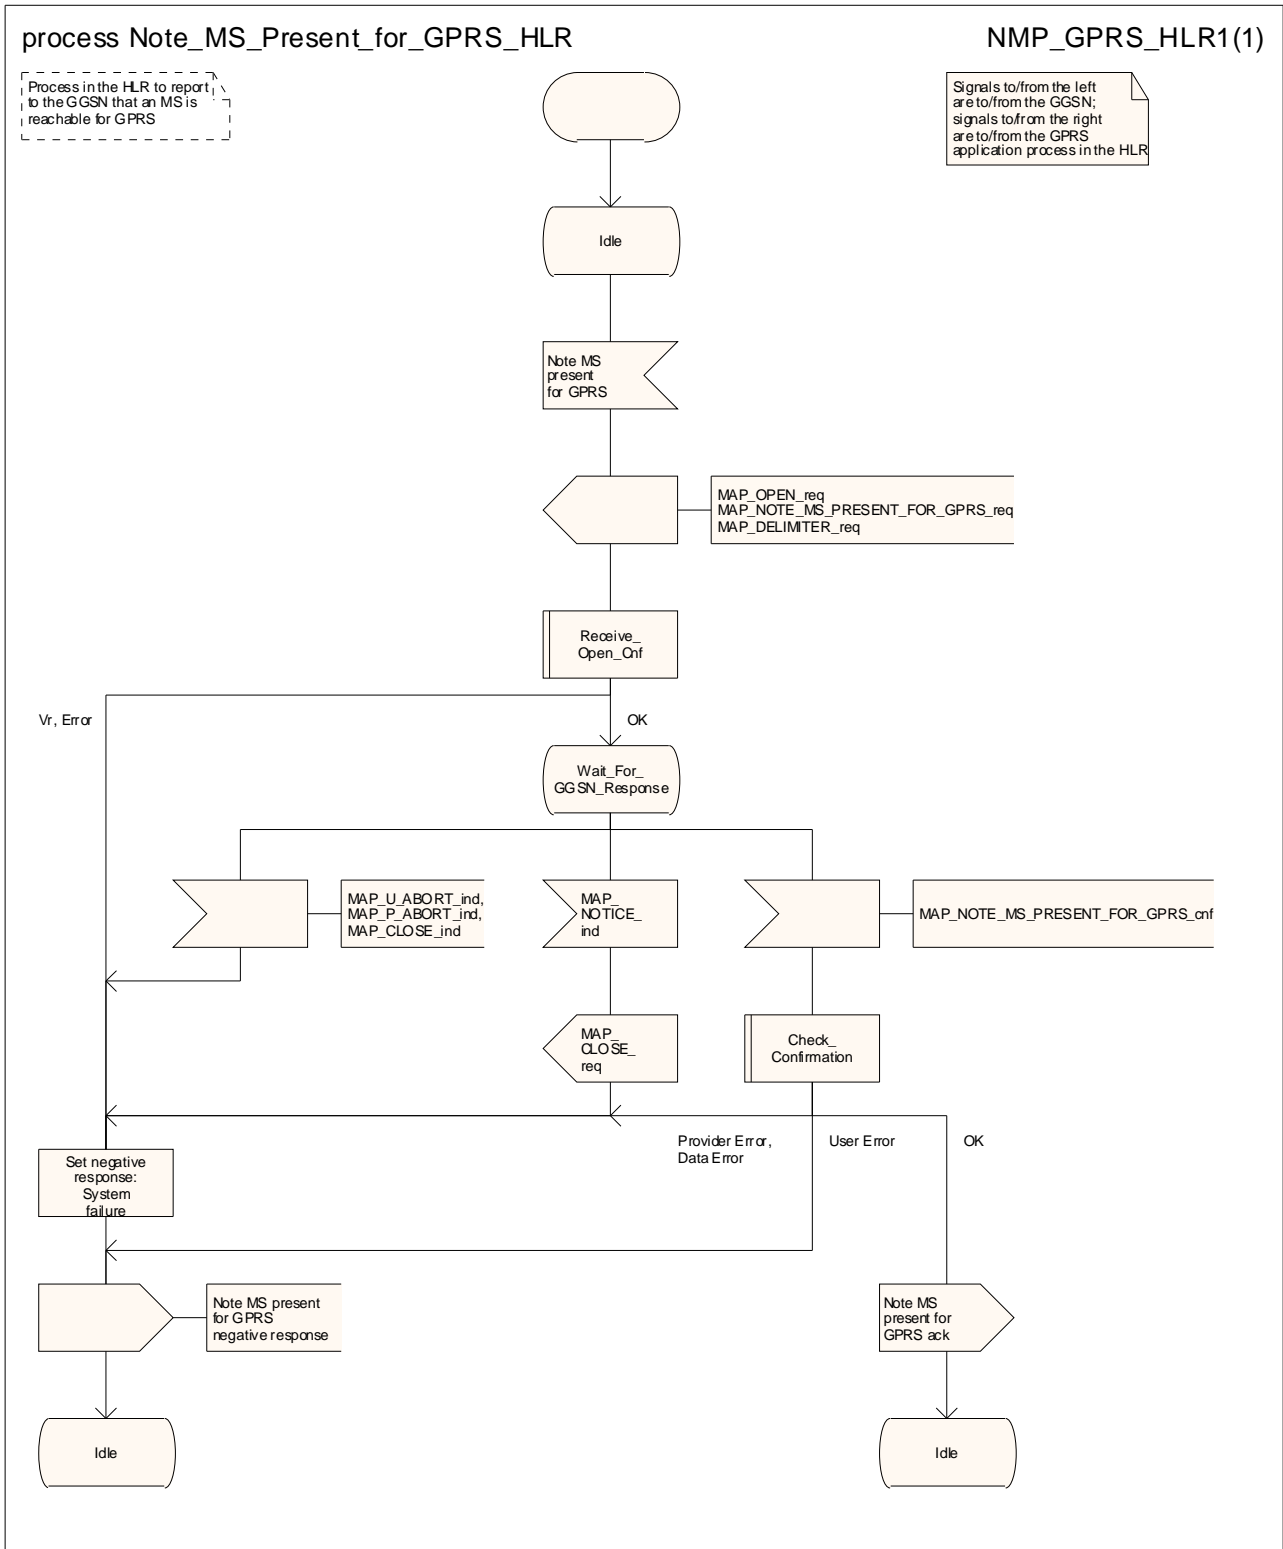 process Note_MS_Present_for_GPRS_HLR
NMP_GPRS_HLR1(1)
Process in the HLR to report
to the GGSN that an MS is
reachable for GPRS
Signals to/from the left
are to/from the GGSN;
signals to/from the right
are to/from the GPRS
application process in the HLR
Idle
Note MS
present
for GPRS
MAP_OPEN_req
MAP_NOTE_MS_PRESENT_FOR_GPRS_req
MAP_DELIMITER_req
Receive_
Open_Cnf
Vr, Error
OK
Wait_For_
GGSN_Response
MAP_U_ABORT_ind,
MAP_P_ABORT_ind,
MAP_CLOSE_ind
MAP_
NOTICE_
ind
MAP_NOTE_MS_PRESENT_FOR_GPRS_cnf
MAP_
CLOSE_
req
Check_
Confirmation
Provider Error,
Data Error
User Error
OK
Set negative
response:
System
failure
Note MS present
for GPRS
negative response
Note MS
present for
GPRS ack
Idle
Idle